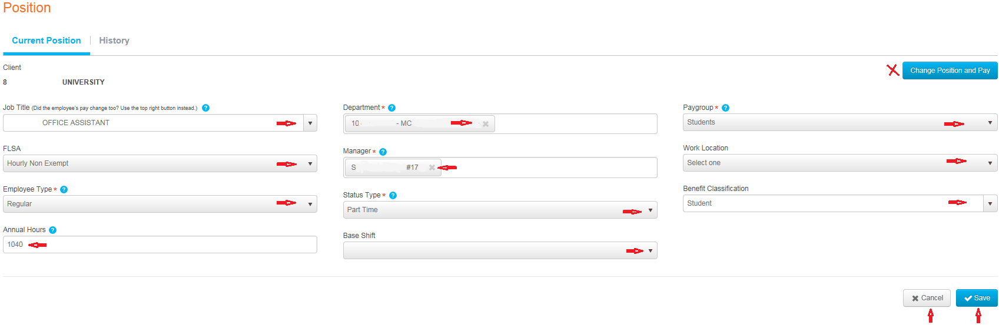 Position
Current Position
History
Client
8 UNIVERSITY
Change Position and Pay
Job Title (Did the employee's pay change too? Use the top right button instead.) ?
OFFICE ASSISTANT
FLSA
Hourly Non Exempt
Employee Type * ?
Regular
Annual Hours ?
1040
Department * ?
10 - MC
Manager * ?
S #17
Status Type * ?
Part Time
Base Shift
Paygroup * ?
Students
Work Location
Select one
Benefit Classification
Student
Cancel
Save